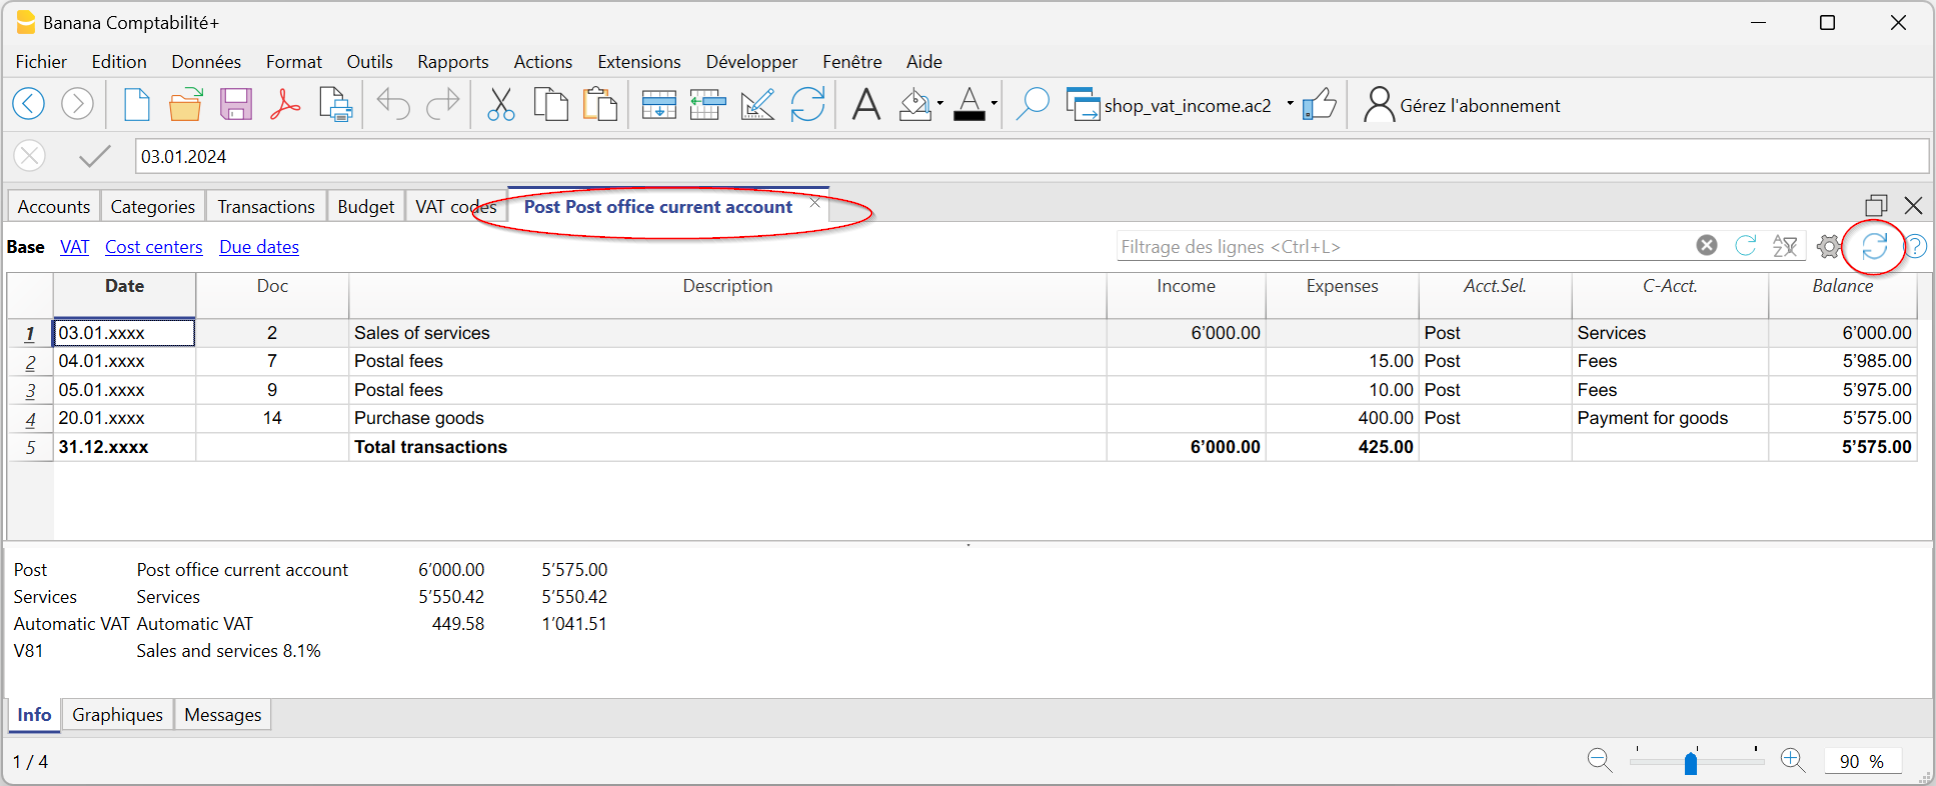 Banana Comptabilité+
Fichier Edition Données Format Outils Rapports Actions Extensions Développer Fenêtre Aide
shop_vat_income.ac2 Gérez l'abonnement
03.01.2024
Accounts Categories Transactions Budget VAT codes Post Post office current account
Base VAT Cost centers Due dates Filtrage des lignes <Ctrl+L>
Date Doc Description Income Expenses Acct.Sel. C-Acct. Balance
1 03.01.xxxx 2 Sales of services 6’000.00 Post Services 6’000.00
2 04.01.xxxx 7 Postal fees 15.00 Post Fees 5’985.00
3 05.01.xxxx 9 Postal fees 10.00 Post Fees 5’975.00
4 20.01.xxxx 14 Purchase goods 400.00 Post Payment for goods 5’575.00
5 31.12.xxxx Total transactions 6’000.00 425.00 5’575.00
Post Post office current account 6’000.00 5’575.00
Services Services 5’550.42 5’550.42
Automatic VAT Automatic VAT 449.58 1’041.51
V81 Sales and services 8.1%
Info Graphiques Messages
1 / 4 90 %